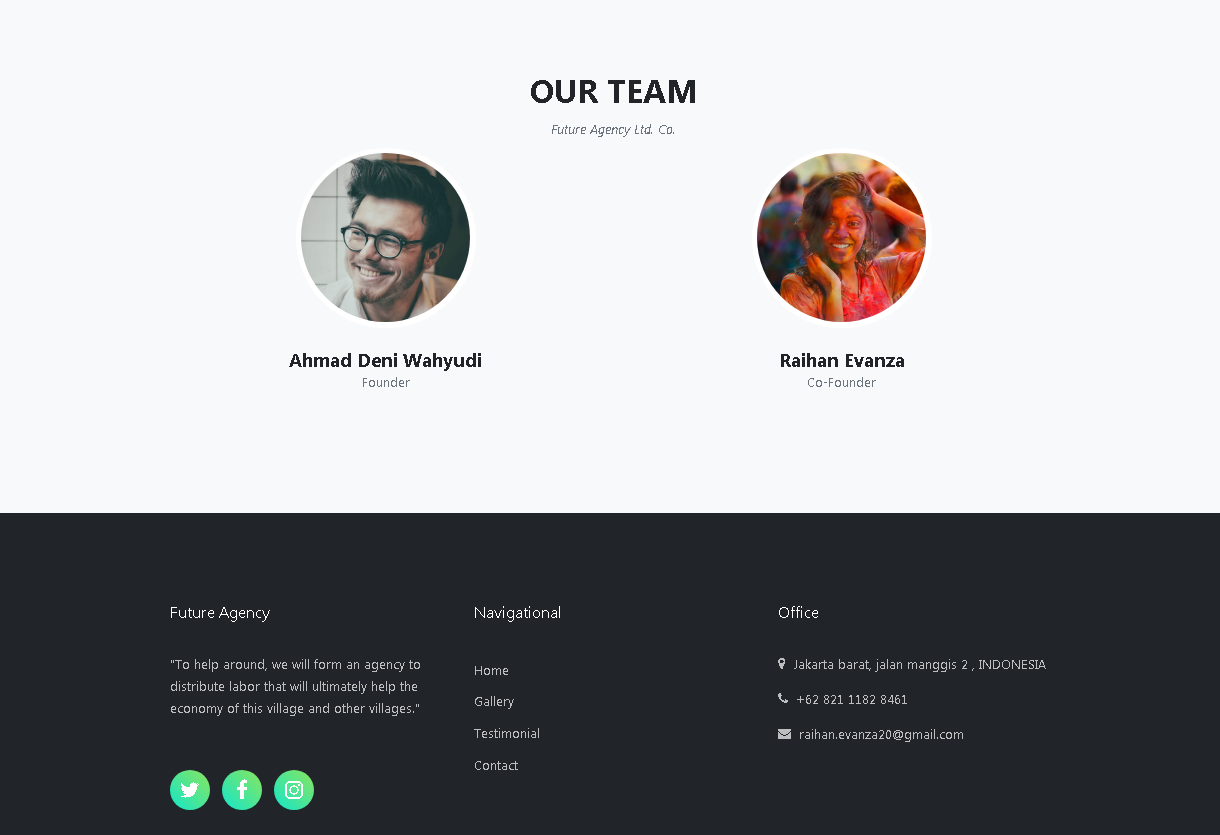 OUR TEAM
Future Agency Ltd. Co.
Ahmad Deni Wahyudi
Founder
Raihan Evanza
Co-Founder
Future Agency
"To help around, we will form an agency to
distribute labor that will ultimately help the
economy of this village and other villages."
Navigational
Home
Gallery
Testimonial
Contact
Office
Jakarta barat, jalan manggis 2 , INDONESIA
+62 821 1182 8461
raihan.evanza20@gmail.com